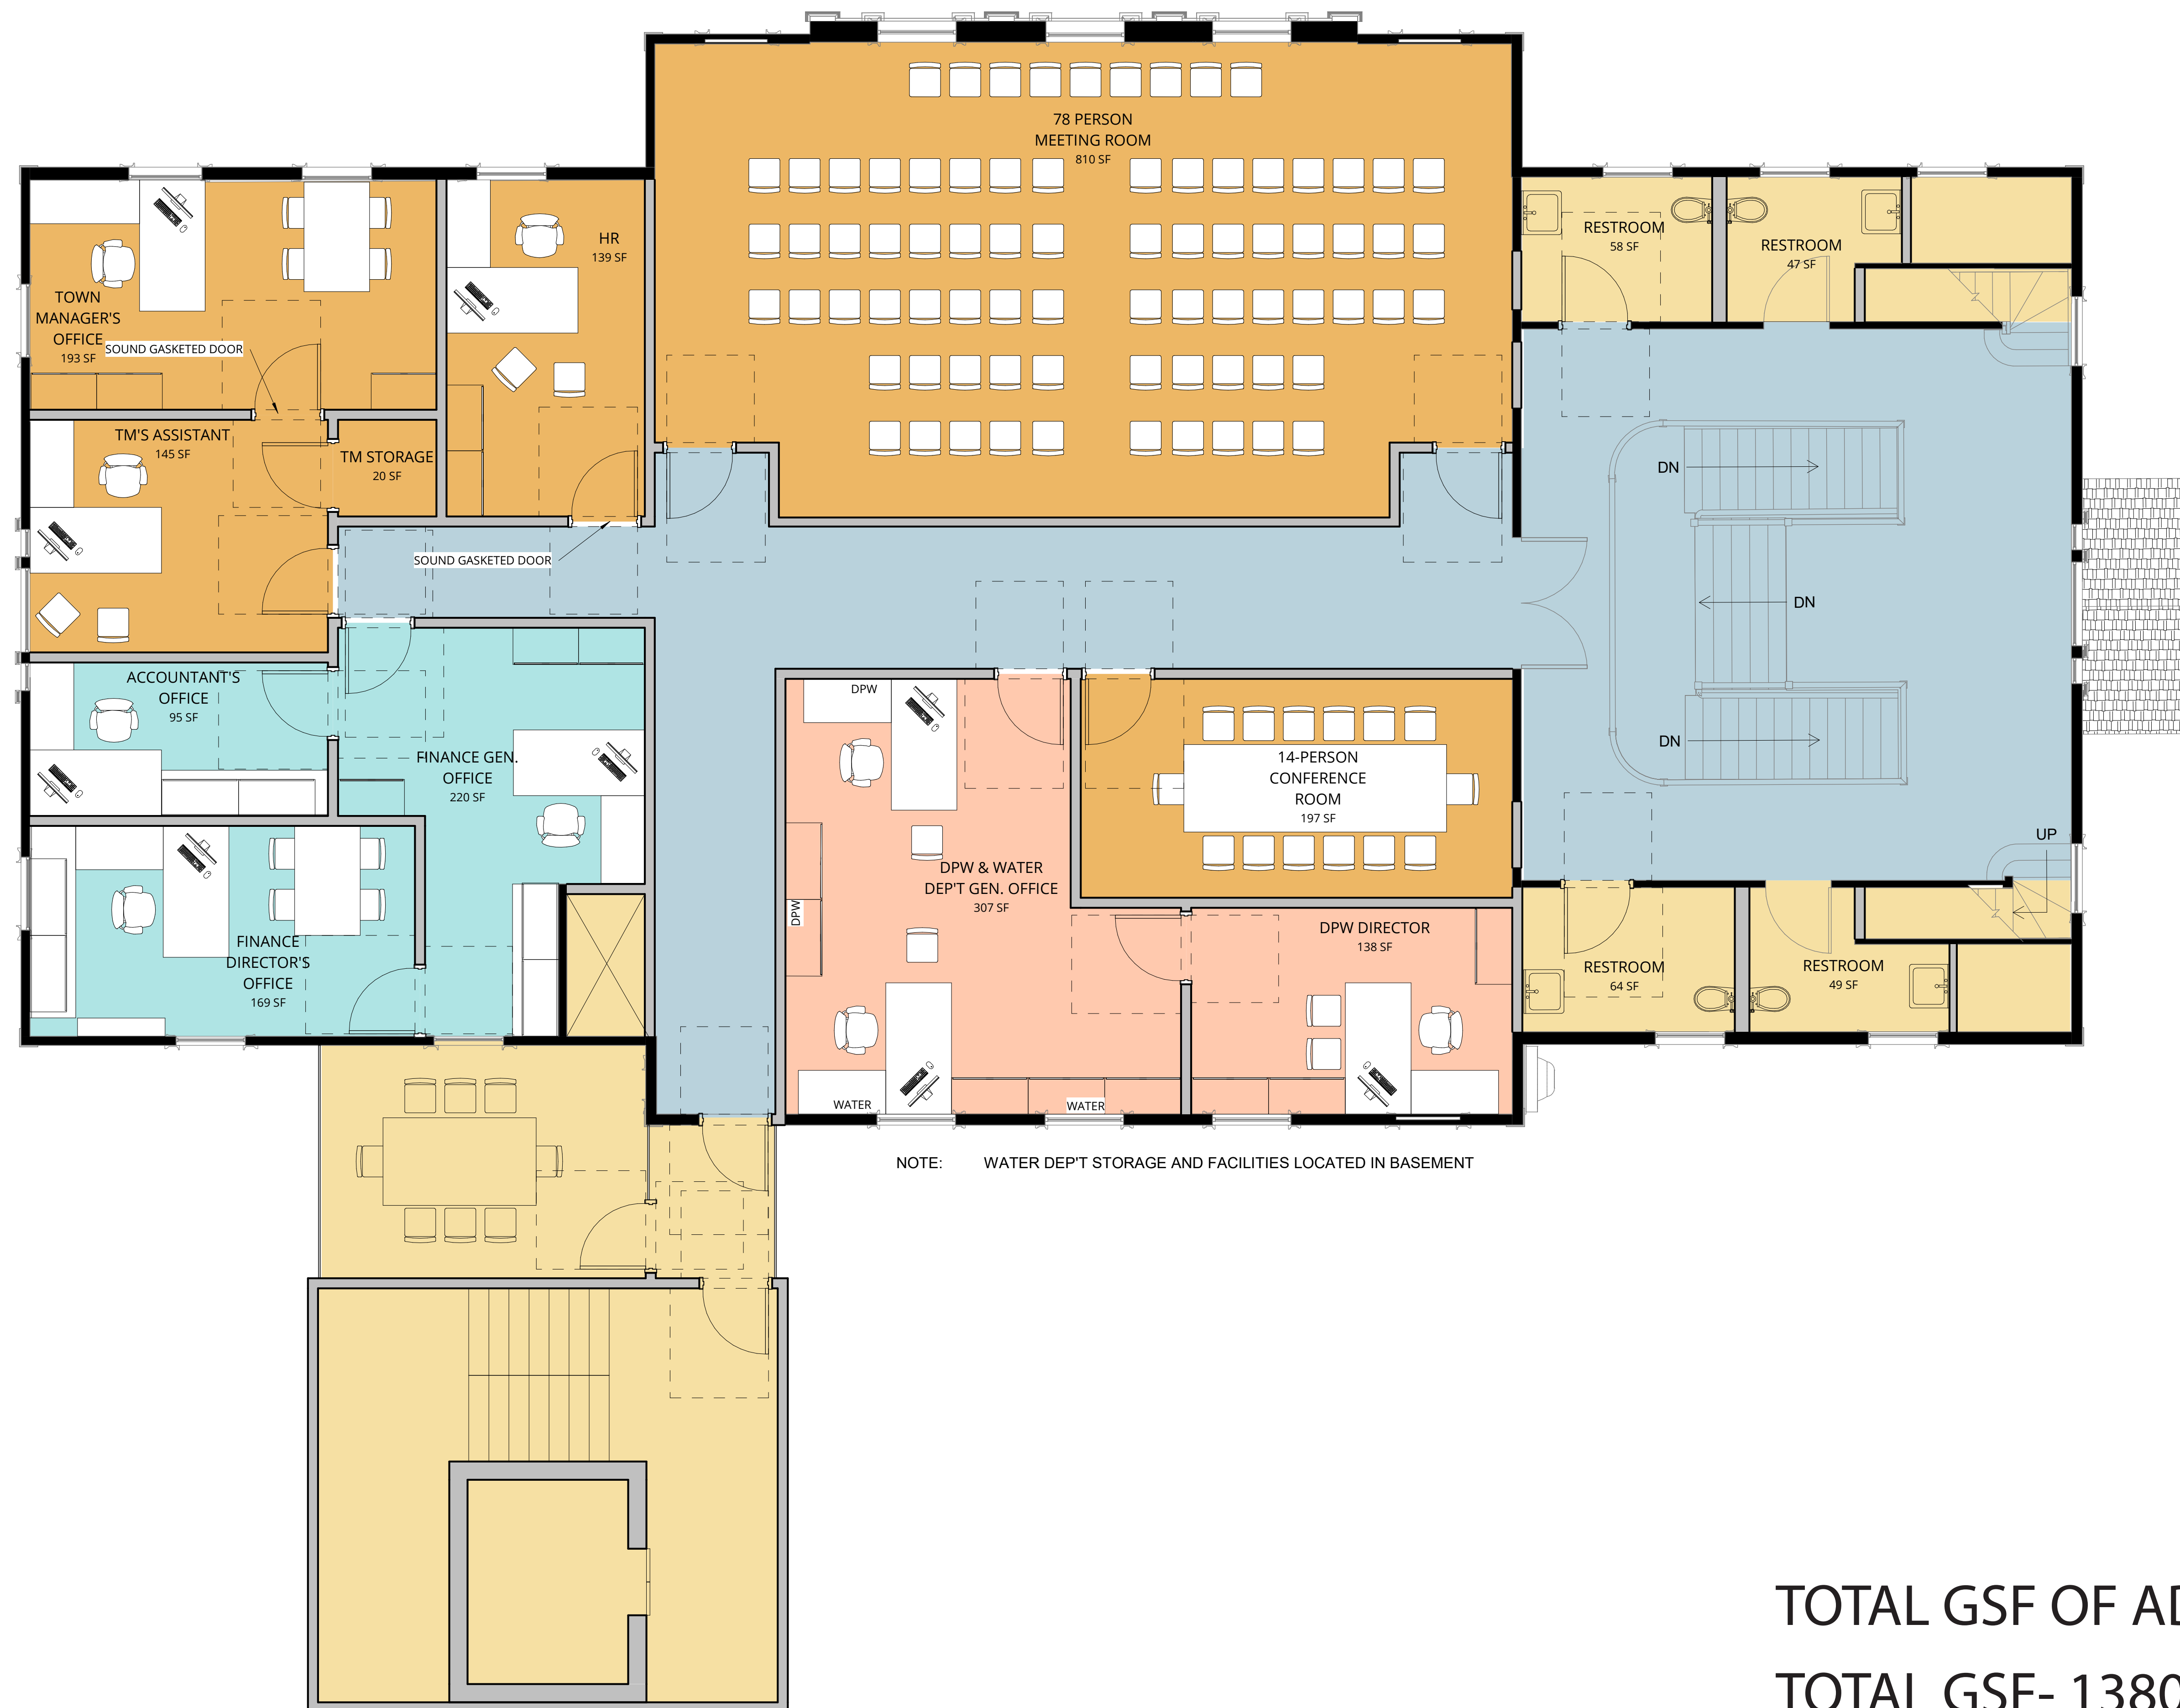 78 PERSON
MEETING ROOM
810 SF
RESTROOM
58 SF
RESTROOM
47 SF
HR
139 SF
TOWN
MANAGER'S
OFFICE
193 SF
SOUND GASKETED DOOR
TM'S ASSISTANT
145 SF
TM STORAGE
20 SF
DN
SOUND GASKETED DOOR
DN
DN
ACCOUNTANT'S
OFFICE
95 SF
DPW
FINANCE GEN.
OFFICE
220 SF
14-PERSON
CONFERENCE
ROOM
197 SF
UP
DPW & WATER
DEP'T GEN. OFFICE
307 SF
DPW
DPW DIRECTOR
138 SF
FINANCE
DIRECTOR'S
OFFICE
169 SF
RESTROOM
64 SF
RESTROOM
49 SF
WATER
WATER
NOTE: WATER DEP'T STORAGE AND FACILITIES LOCATED IN BASEMENT
TOTAL GSF OF AD
TOTAL GSF- 1380